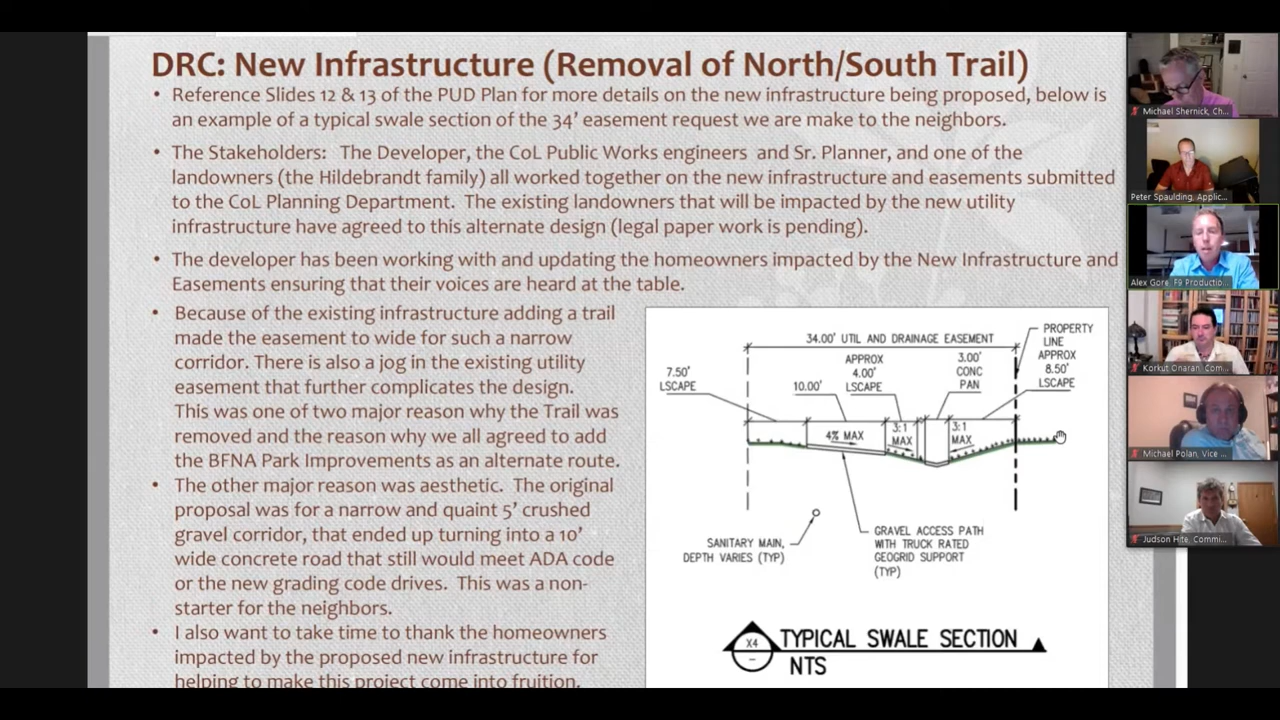 DRC: New Infrastructure (Removal of North/South Trail)
• Reference Slides 12 & 13 of the PUD Plan for more details on the new infrastructure being proposed, below is
an example of a typical swale section of the 34' easement request we are make to the neighbors.
• The Stakeholders: The Developer, the CoL Public Works engineers and Sr. Planner, and one of the
landowners (the Hildebrandt family) all worked together on the new infrastructure and easements submitted
to the CoL Planning Department. The existing landowners that will be impacted by the new utility
infrastructure have agreed to this alternate design (legal paper work is pending).
• The developer has been working with and updating the homeowners impacted by the New Infrastructure and
Easements ensuring that their voices are heard at the table.
• Because of the existing infrastructure adding a trail
made the easement to wide for such a narrow
corridor. There is also a jog in the existing utility
easement that further complicates the design.
This was one of two major reason why the Trail was
removed and the reason why we all agreed to add
the BFNA Park Improvements as an alternate route.
• The other major reason was aesthetic. The original
proposal was for a narrow and quaint 5' crushed
gravel corridor, that ended up turning into a 10'
wide concrete road that still would meet ADA code
or the new grading code drives. This was a non-
starter for the neighbors.
• I also want to take time to thank the homeowners
impacted by the proposed new infrastructure for
helping to make this project come into fruition.
34.00' UTIL AND DRAINAGE EASEMENT
PROPERTY
LINE
APPROX
8.50'
LSCAPE
7.50'
LSCAPE
10.00'
APPROX
4.00'
LSCAPE
3.00'
CONC
PAN
4% MAX
3:1
MAX
3:1
MAX
SANITARY MAIN,
DEPTH VARIES (TYP)
GRAVEL ACCESS PATH
WITH TRUCK RATED
GEOGRID SUPPORT
(TYP)
X4
–
TYPICAL SWALE SECTION
NTS
Michael Shernick, Ch...
Peter Spaulding, Applic...
Alex Gore, F9 Productio...
Korkut Onaran, Com...
Michael Polan, Vice ...
Judson Hite, Commi...